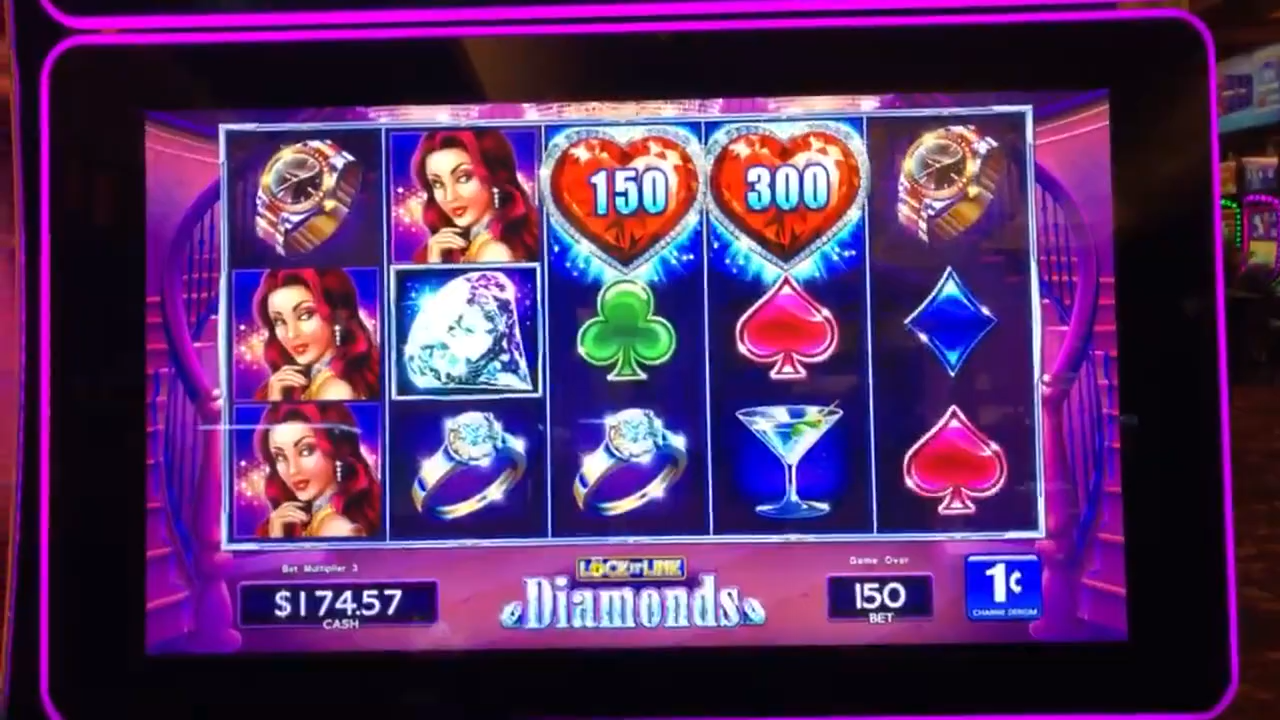 150
300
Bet Multiplier 3
$174.57
CASH
LOCK IT LINK
Diamonds
Game Over
150
BET
1¢
CHANGE DENOM